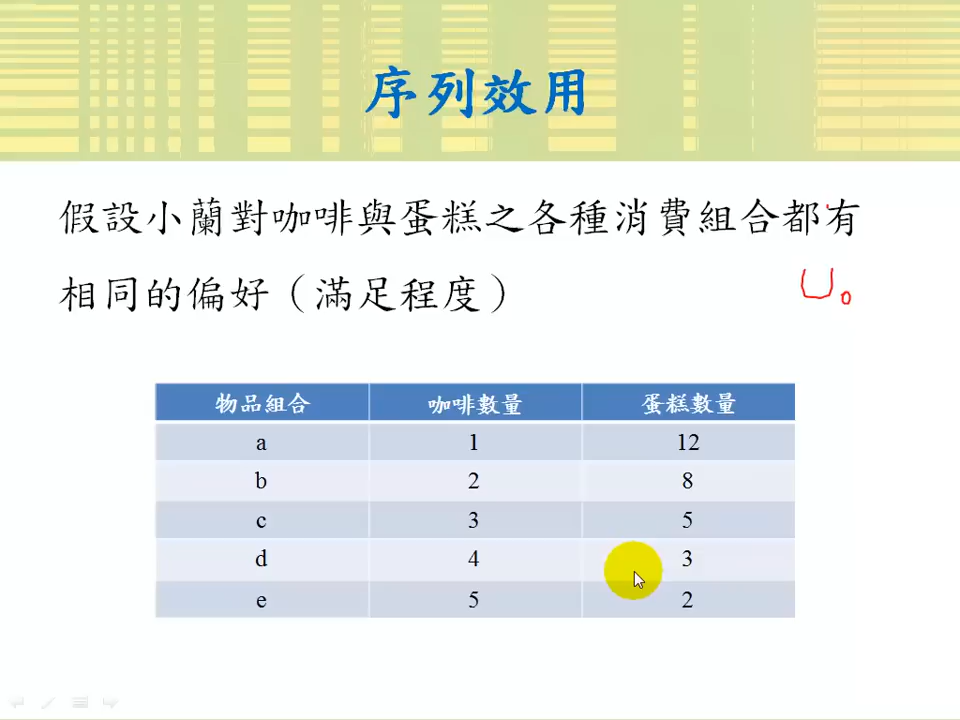 序列效用
假設小蘭對咖啡與蛋糕之各種消費組合都有
相同的偏好（滿足程度）
U₀
物品組合 咖啡數量 蛋糕數量
a 1 12
b 2 8
c 3 5
d 4 3
e 5 2